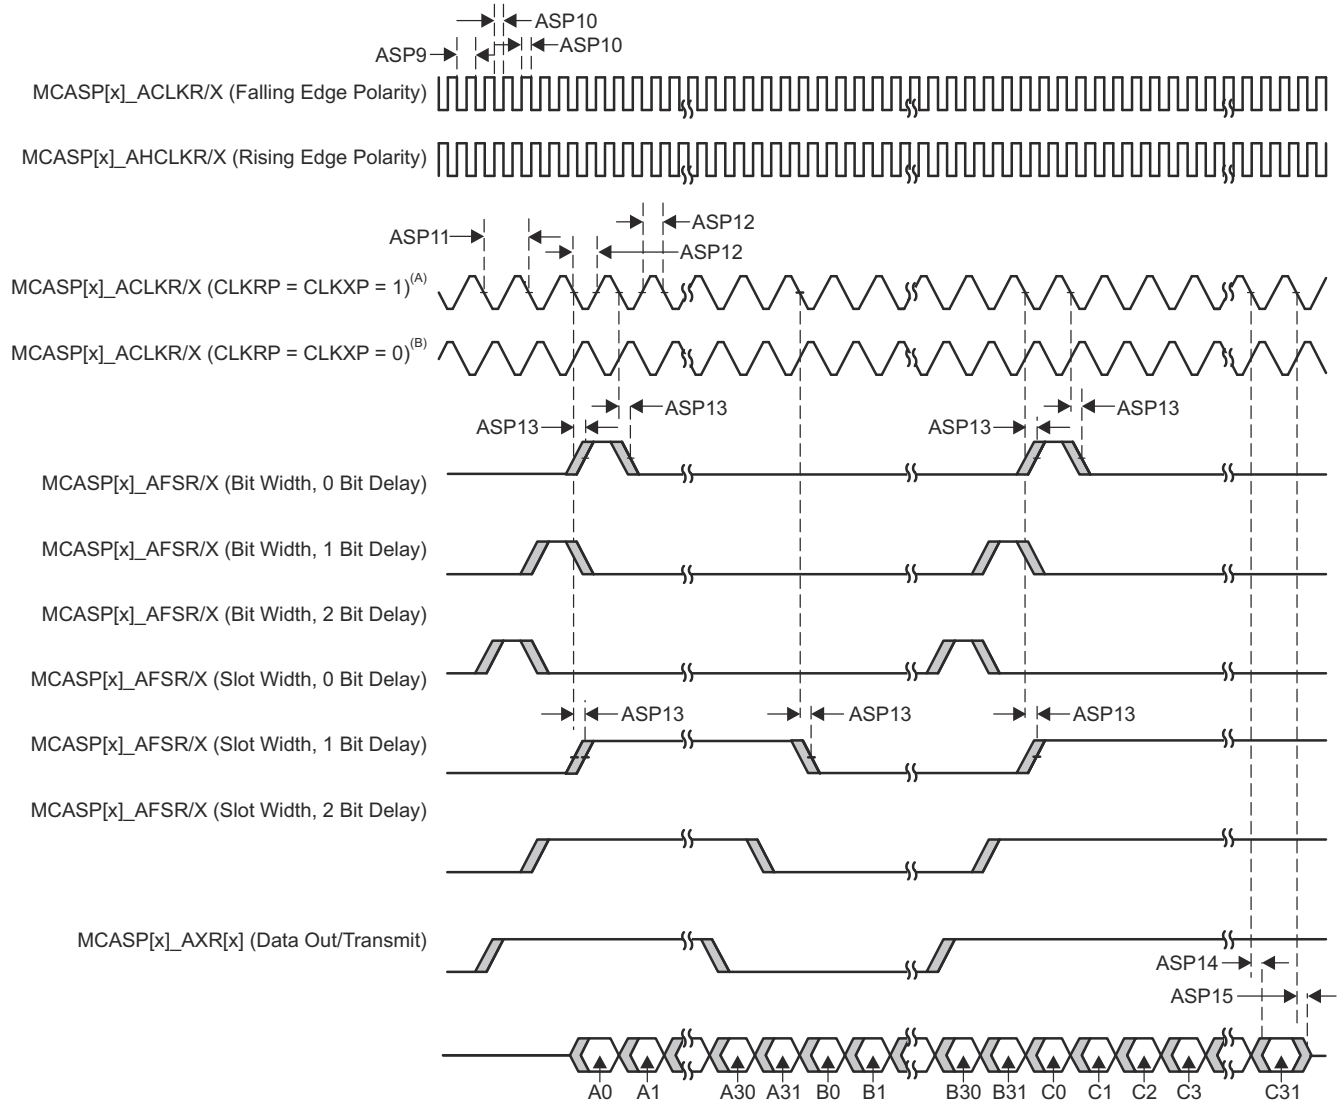 ASP10
ASP9
ASP10
MCASP[x]_ACLKR/X (Falling Edge Polarity)
MCASP[x]_AHCLKR/X (Rising Edge Polarity)
ASP12
ASP11
ASP12
MCASP[x]_ACLKR/X (CLKRP = CLKXP = 1)(A)
MCASP[x]_ACLKR/X (CLKRP = CLKXP = 0)(B)
ASP13 ASP13
ASP13 ASP13
MCASP[x]_AFSR/X (Bit Width, 0 Bit Delay)
MCASP[x]_AFSR/X (Bit Width, 1 Bit Delay)
MCASP[x]_AFSR/X (Bit Width, 2 Bit Delay)
MCASP[x]_AFSR/X (Slot Width, 0 Bit Delay)
ASP13 ASP13 ASP13
MCASP[x]_AFSR/X (Slot Width, 1 Bit Delay)
MCASP[x]_AFSR/X (Slot Width, 2 Bit Delay)
MCASP[x]_AXR[x] (Data Out/Transmit)
ASP14
ASP15
A0 A1 A30 A31 B0 B1 B30 B31 C0 C1 C2 C3 C31